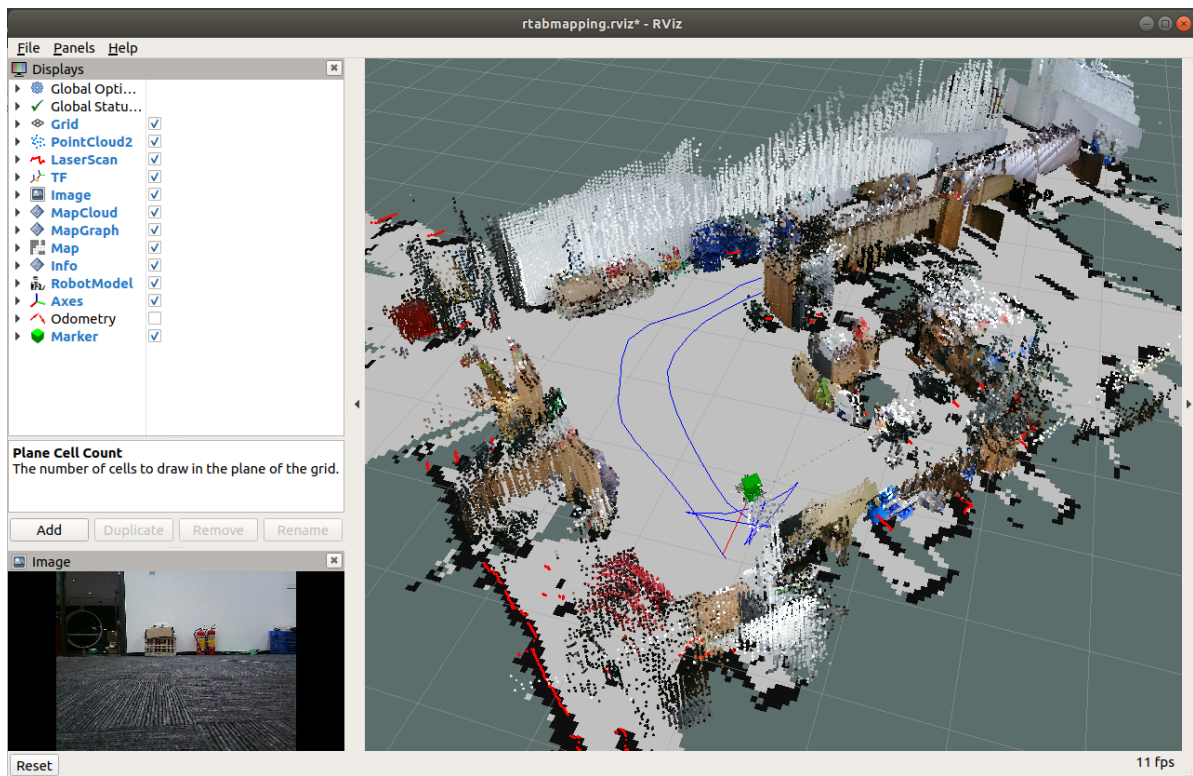 rtabmapping.rviz* - RViz
File Panels Help
Displays
Global Opti...
Global Statu...
Grid
PointCloud2
LaserScan
TF
Image
MapCloud
MapGraph
Map
Info
RobotModel
Axes
Odometry
Marker
Plane Cell Count
The number of cells to draw in the plane of the grid.
Add Duplicate Remove Rename
Image
Reset
11 fps